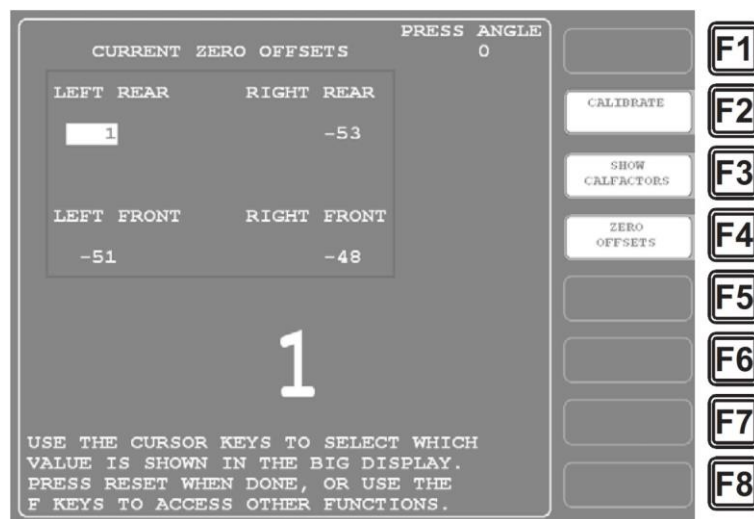 CURRENT ZERO OFFSETS
PRESS ANGLE
0
LEFT REAR RIGHT REAR
1 -53
LEFT FRONT RIGHT FRONT
-51 -48
1
USE THE CURSOR KEYS TO SELECT WHICH
VALUE IS SHOWN IN THE BIG DISPLAY.
PRESS RESET WHEN DONE, OR USE THE
F KEYS TO ACCESS OTHER FUNCTIONS.
CALIBRATE
SHOW
CALFACTORS
ZERO
OFFSETS
F1
F2
F3
F4
F5
F6
F7
F8